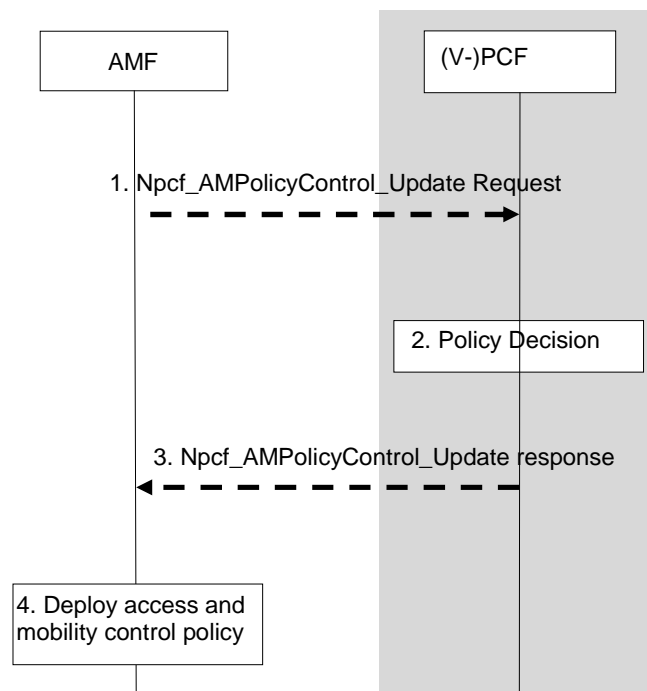 AMF
(V-)PCF
1. Npcf_AMPolicyControl_Update Request
2. Policy Decision
3. Npcf_AMPolicyControl_Update response
4. Deploy access and
mobility control policy